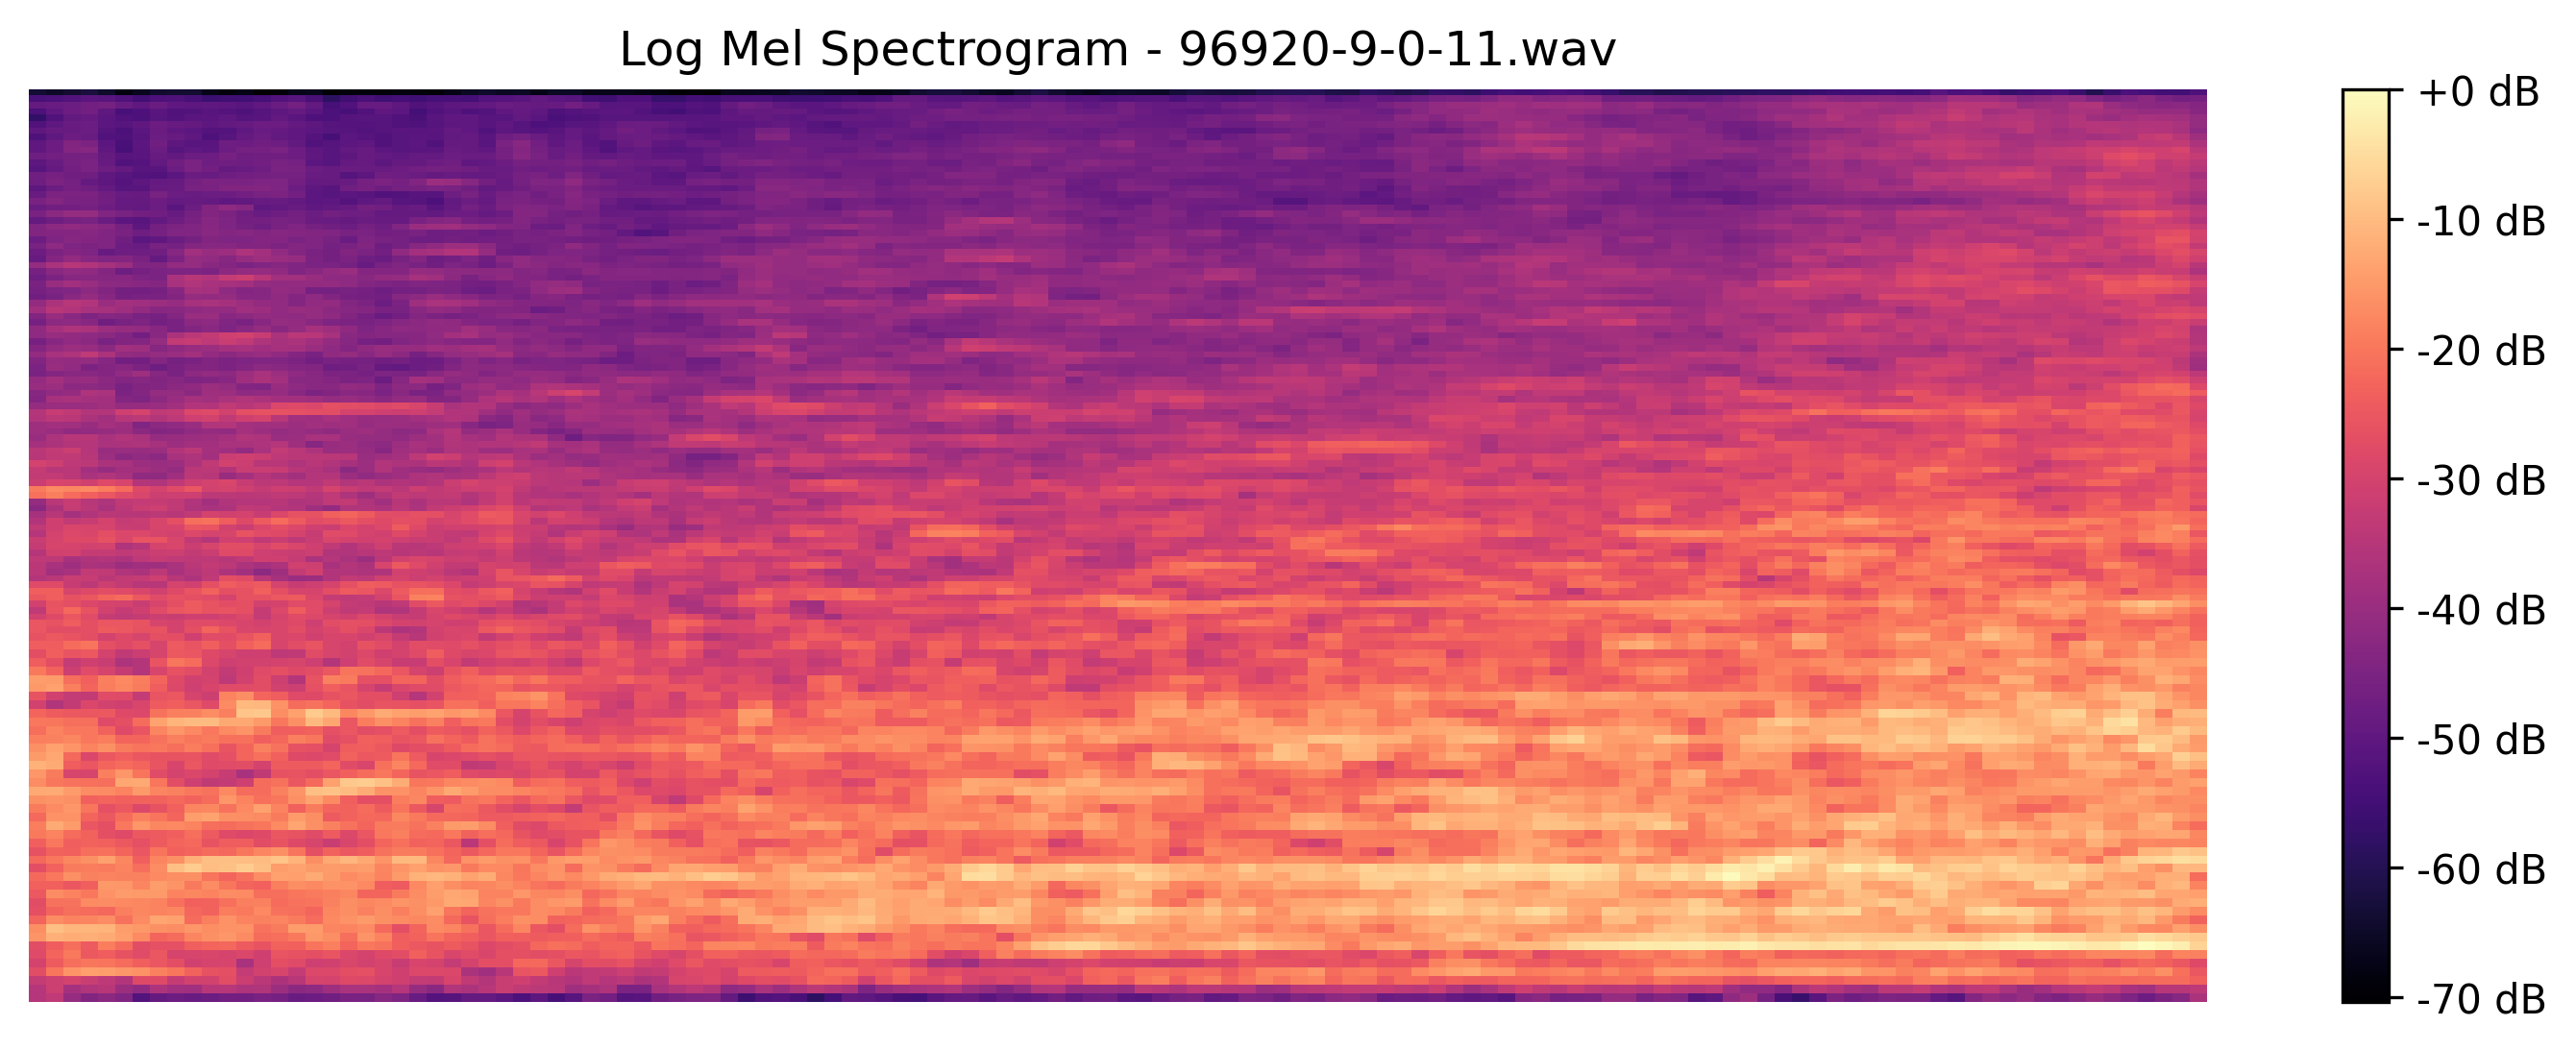 Log Mel Spectrogram - 96920-9-0-11.wav
+0 dB
-10 dB
-20 dB
-30 dB
-40 dB
-50 dB
-60 dB
-70 dB